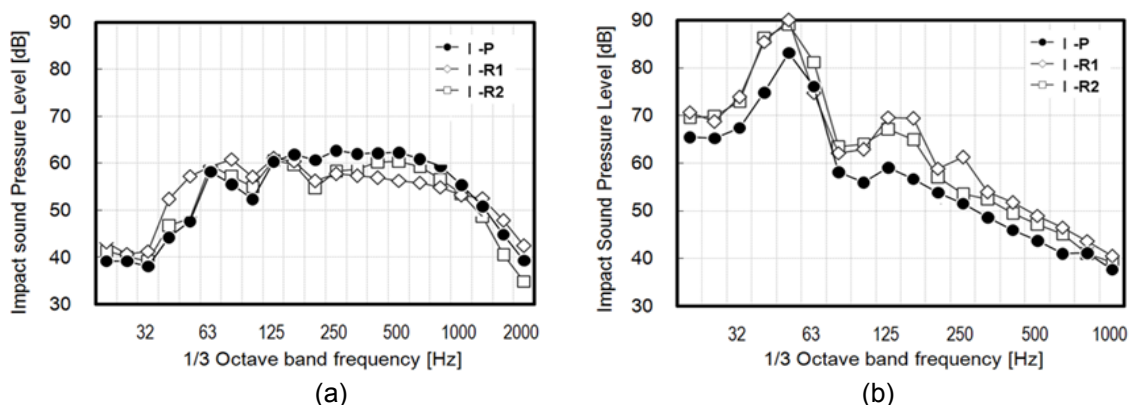 Impact sound Pressure Level [dB]
90
80
70
60
50
40
30
I -P
I -R1
I -R2
32 63 125 250 500 1000 2000
1/3 Octave band frequency [Hz]
(a)
Impact Sound Pressure Level [dB]
90
80
70
60
50
40
30
I -P
I -R1
I -R2
32 63 125 250 500 1000
1/3 Octave band frequency [Hz]
(b)